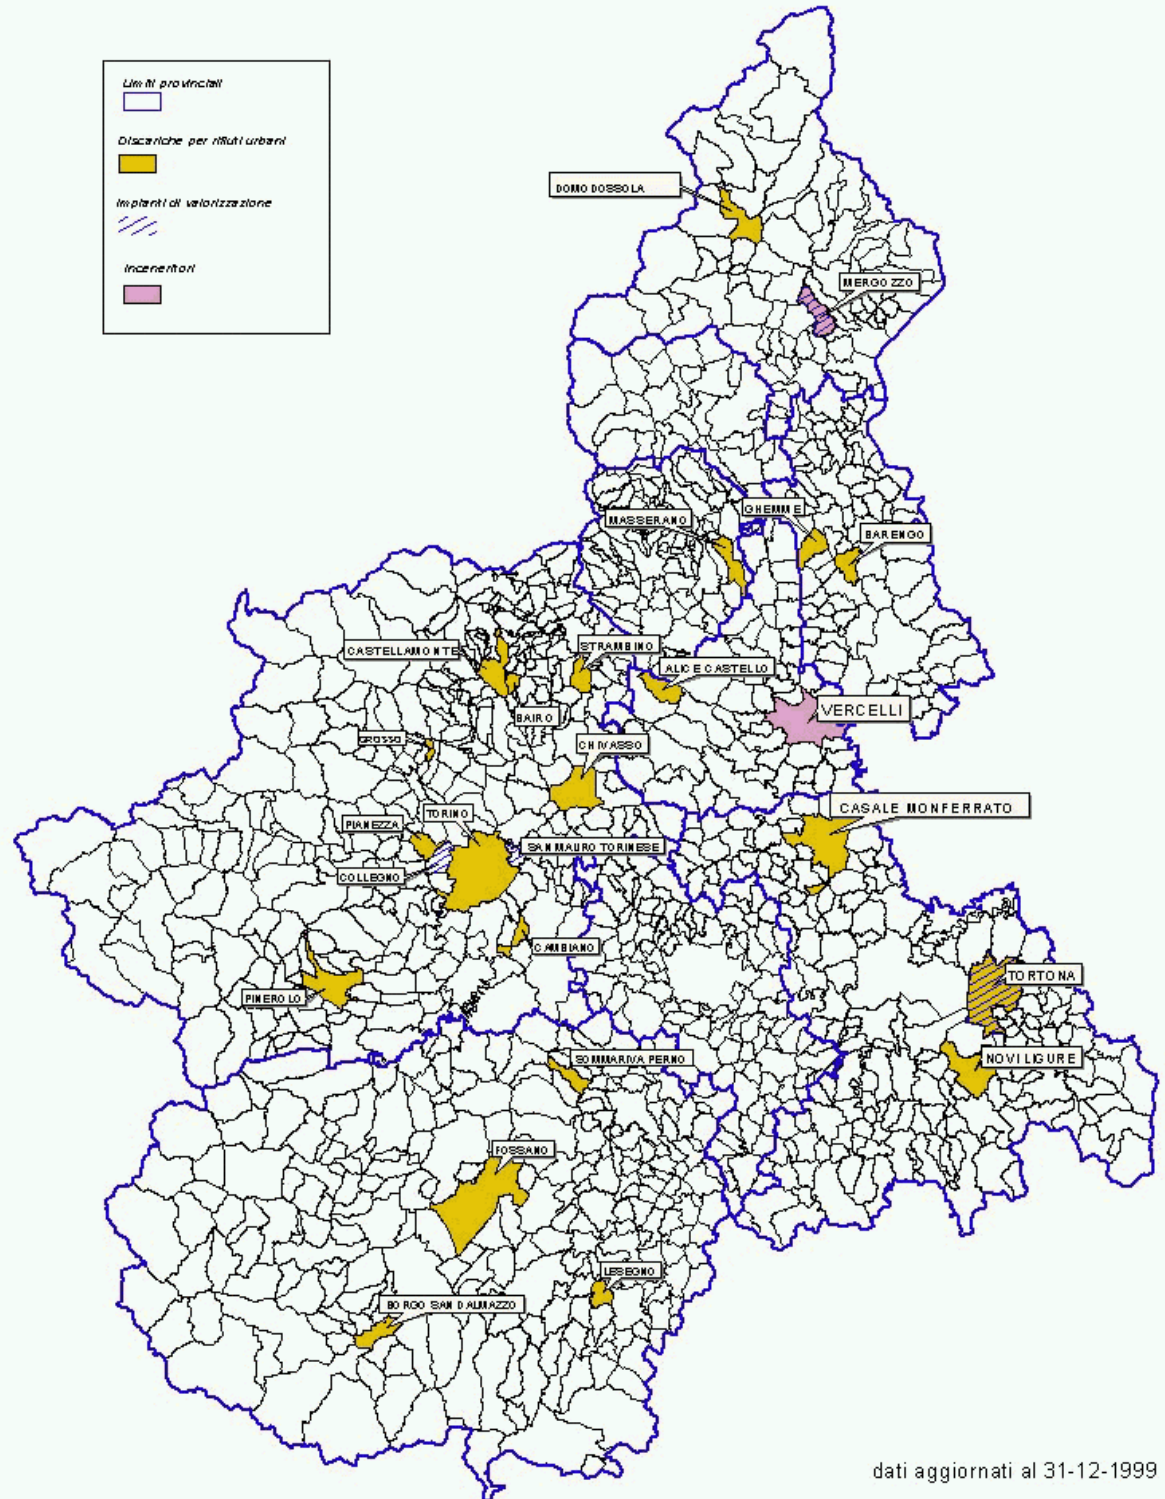 Limiti provinciali
Discariche per rifiuti urbani
Impianti di valorizzazione
Inceneritori
DOMODOSSOLA
MERGOZZO
GHEMME
MASSERANO
BARENGO
CASTELLAMONTE
STRAMBINO
ALICE CASTELLO
BAIRO
VERCELLI
GROSSO
CHIVASSO
CASALE MONFERRATO
TORINO
PIANEZZA
SAN MAURO TORINESE
COLLEGNO
CAMBIANO
TORTONA
PINEROLO
SOMMARIVA PERNO
NOVI LIGURE
FOSSANO
LESEGNO
BORGO SAN DALMAZZO
dati aggiornati al 31-12-1999